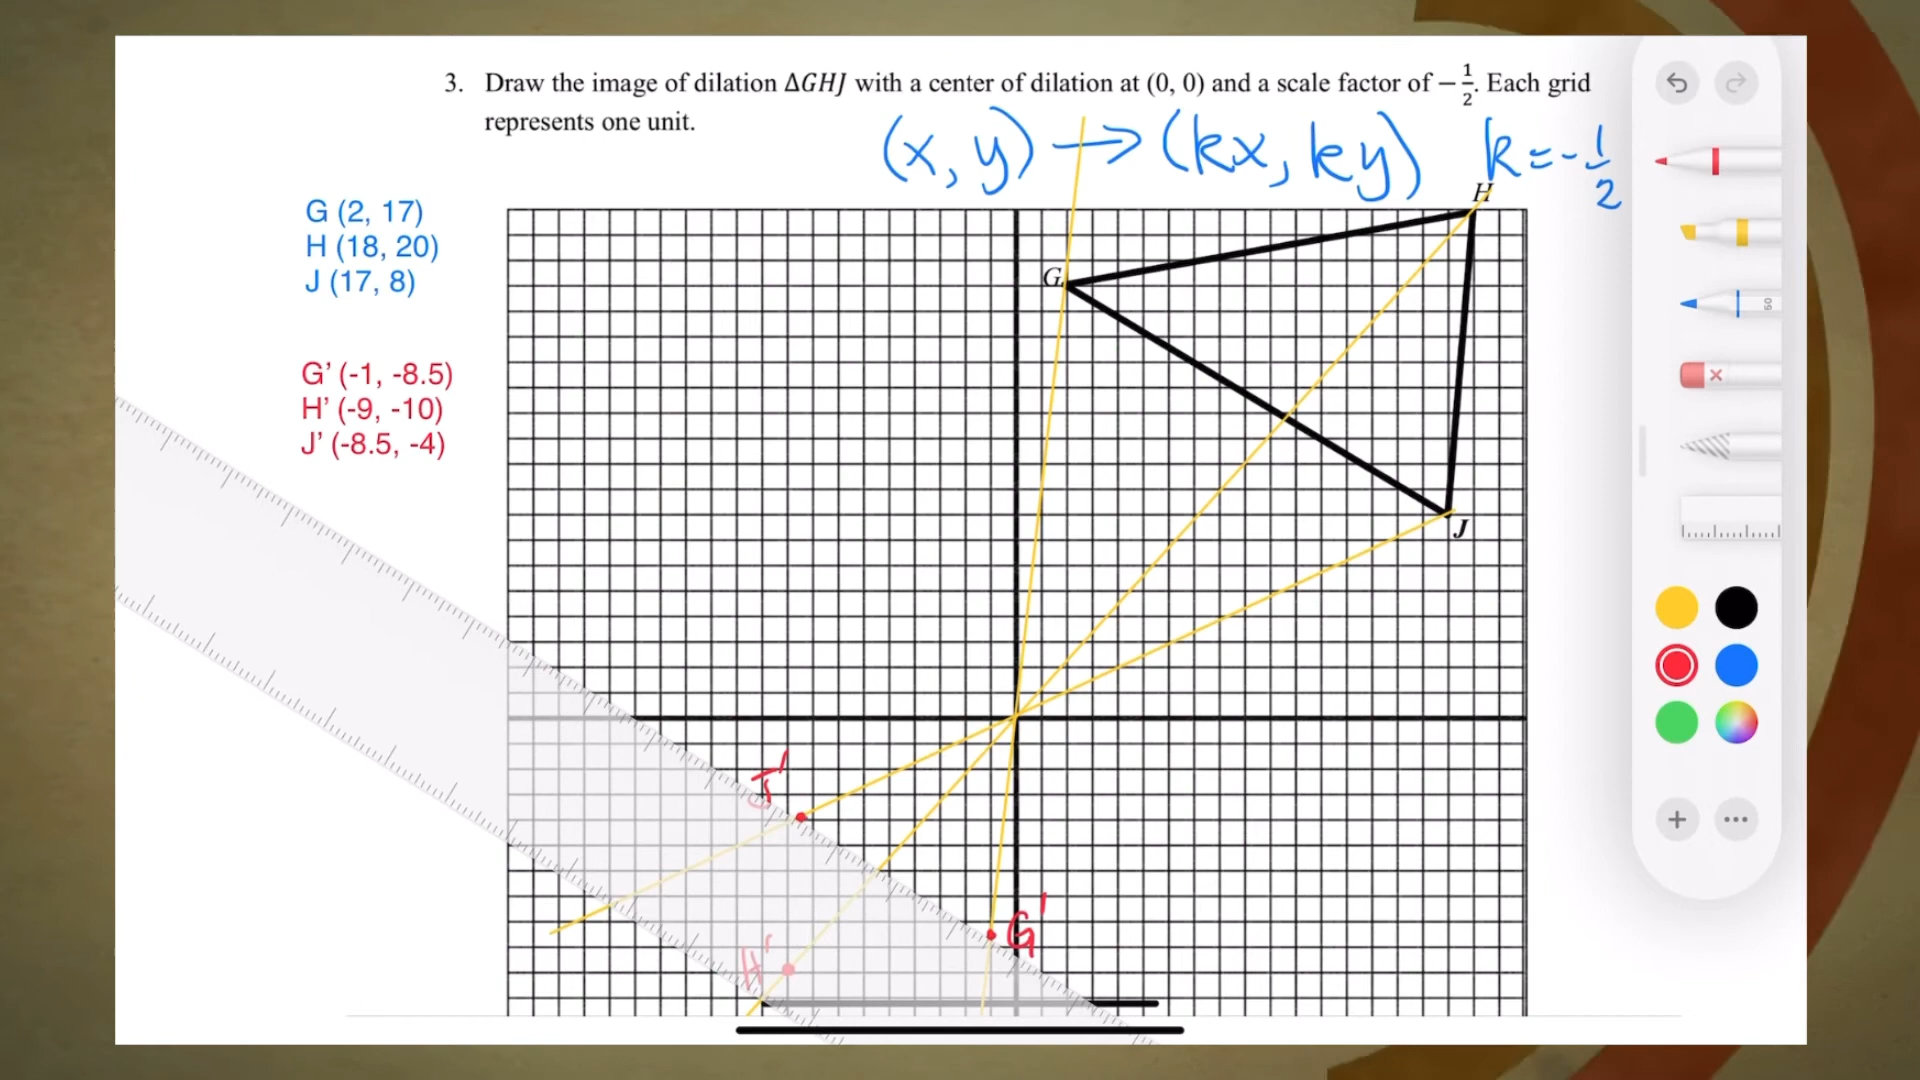 3. Draw the image of dilation ΔGHJ with a center of dilation at (0, 0) and a scale factor of −1/2. Each grid
represents one unit.
(x, y) → (kx, ky) k = -1/2
G (2, 17)
H (18, 20)
J (17, 8)
G’ (-1, -8.5)
H’ (-9, -10)
J’ (-8.5, -4)
H
G
J
J'
G'
H'
50